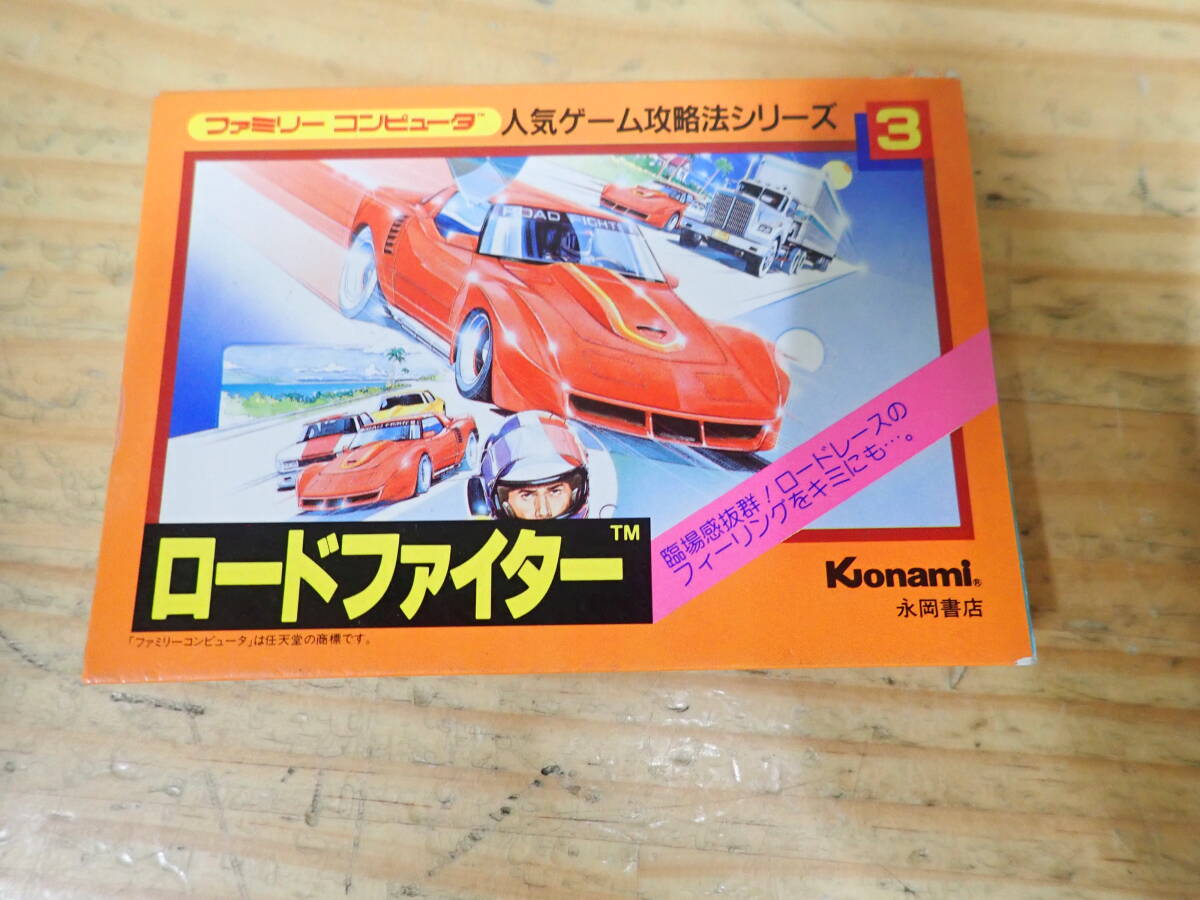 ファミリー コンピュータ™ 人気ゲーム攻略法シリーズ 3
ROAD FIGHTE
ROAD FIGHTER
臨場感抜群！ロードレースの
フィーリングをキミにも…。
ロードファイター™
Konami®
永岡書店
「ファミリーコンピュータ」は任天堂の商標です。